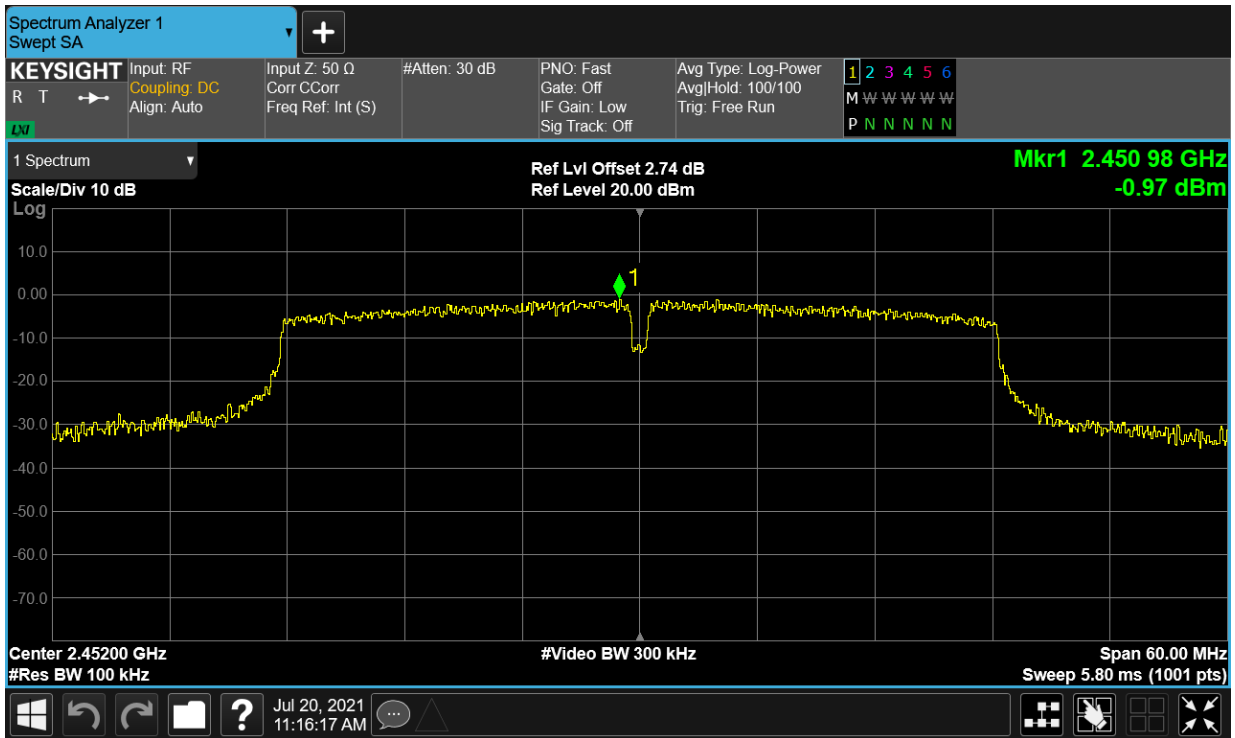 Spectrum Analyzer 1
Swept SA
▼
+
KEYSIGHT
R T
LXI
Input: RF
Coupling: DC
Align: Auto
Input Z: 50 Ω
Corr CCorr
Freq Ref: Int (S)
#Atten: 30 dB
PNO: Fast
Gate: Off
IF Gain: Low
Sig Track: Off
Avg Type: Log-Power
Avg|Hold: 100/100
Trig: Free Run
1 2 3 4 5 6
M W W W W W
P N N N N N
1 Spectrum ▼
Scale/Div 10 dB
Log
Ref Lvl Offset 2.74 dB
Ref Level 20.00 dBm
Mkr1 2.450 98 GHz
-0.97 dBm
10.0
0.00
-10.0
-20.0
-30.0
-40.0
-50.0
-60.0
-70.0
1
Center 2.45200 GHz
#Res BW 100 kHz
#Video BW 300 kHz
Span 60.00 MHz
Sweep 5.80 ms (1001 pts)
?
Jul 20, 2021
11:16:17 AM